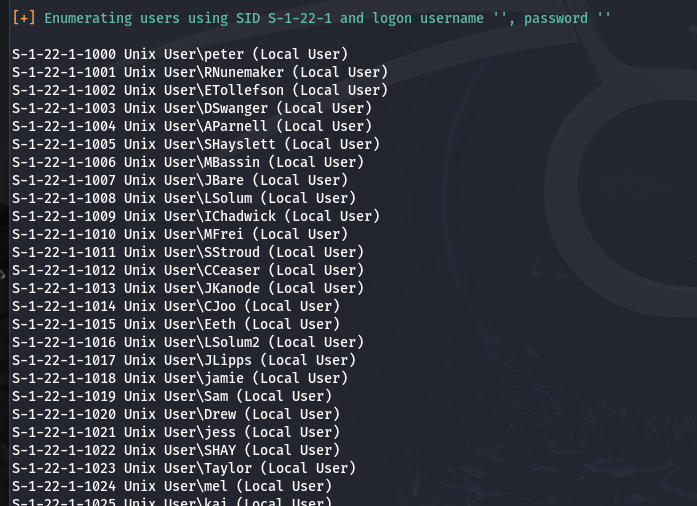 [+] Enumerating users using SID S-1-22-1 and logon username '', password ''
S-1-22-1-1000 Unix User\peter (Local User)
S-1-22-1-1001 Unix User\RNunemaker (Local User)
S-1-22-1-1002 Unix User\ETollefson (Local User)
S-1-22-1-1003 Unix User\DSwanger (Local User)
S-1-22-1-1004 Unix User\AParnell (Local User)
S-1-22-1-1005 Unix User\SHayslett (Local User)
S-1-22-1-1006 Unix User\MBassin (Local User)
S-1-22-1-1007 Unix User\JBare (Local User)
S-1-22-1-1008 Unix User\LSolum (Local User)
S-1-22-1-1009 Unix User\IChadwick (Local User)
S-1-22-1-1010 Unix User\MFrei (Local User)
S-1-22-1-1011 Unix User\SStroud (Local User)
S-1-22-1-1012 Unix User\CCeaser (Local User)
S-1-22-1-1013 Unix User\JKanode (Local User)
S-1-22-1-1014 Unix User\CJoo (Local User)
S-1-22-1-1015 Unix User\Eeth (Local User)
S-1-22-1-1016 Unix User\LSolum2 (Local User)
S-1-22-1-1017 Unix User\JLipps (Local User)
S-1-22-1-1018 Unix User\jamie (Local User)
S-1-22-1-1019 Unix User\Sam (Local User)
S-1-22-1-1020 Unix User\Drew (Local User)
S-1-22-1-1021 Unix User\jess (Local User)
S-1-22-1-1022 Unix User\SHAY (Local User)
S-1-22-1-1023 Unix User\Taylor (Local User)
S-1-22-1-1024 Unix User\mel (Local User)
S-1-22-1-1025 Unix User\kai (Local User)